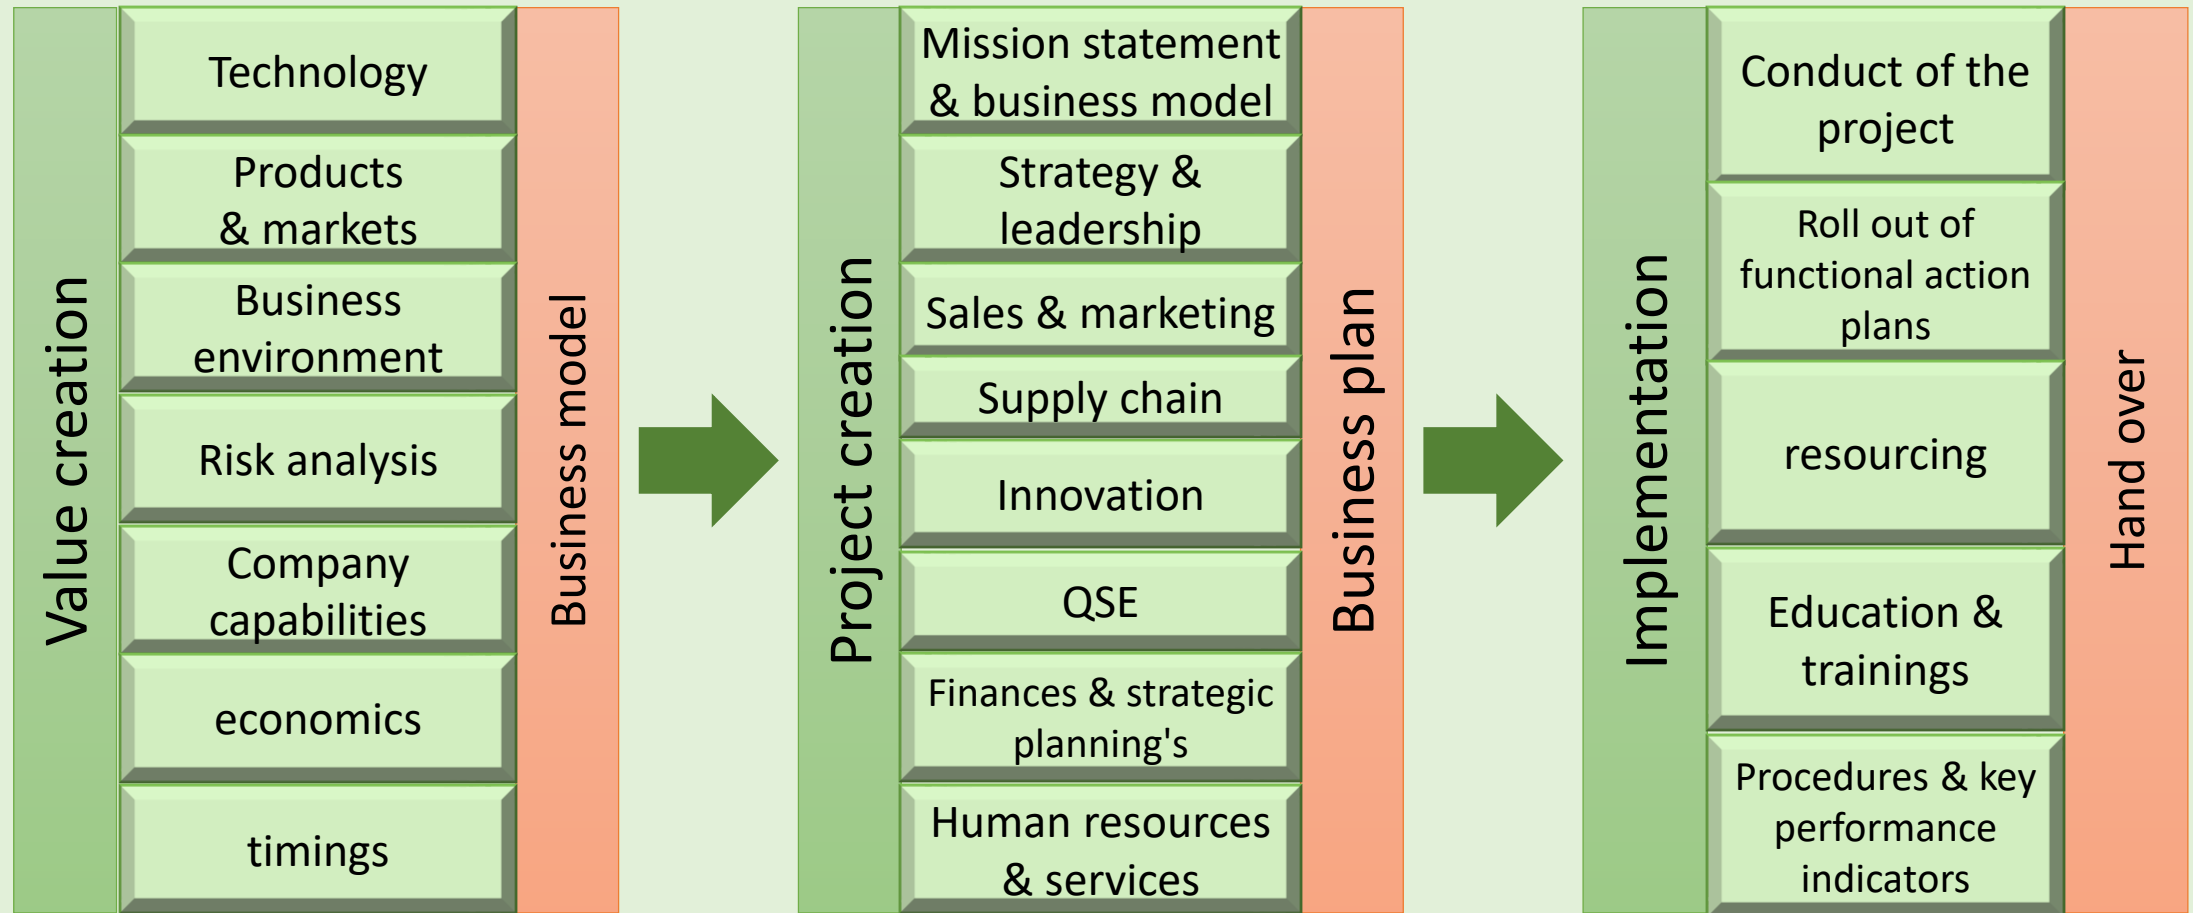 Value creation
Technology
Products
& markets
Business
environment
Risk analysis
Company
capabilities
economics
timings
Business model
Project creation
Mission statement
& business model
Strategy &
leadership
Sales & marketing
Supply chain
Innovation
QSE
Finances & strategic
planning's
Human resources
& services
Business plan
Implementation
Conduct of the
project
Roll out of
functional action
plans
resourcing
Education &
trainings
Procedures & key
performance
indicators
Hand over